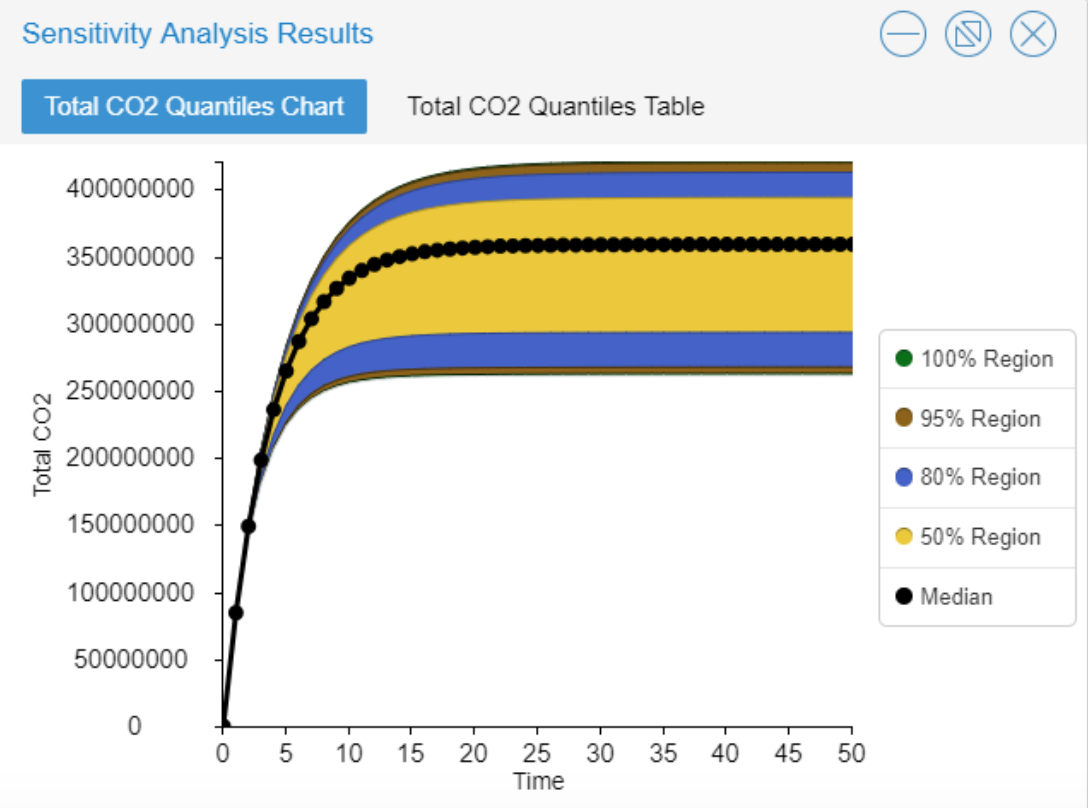 Sensitivity Analysis Results
Total CO2 Quantiles Chart
Total CO2 Quantiles Table
Total CO2
400000000
350000000
300000000
250000000
200000000
150000000
100000000
50000000
0
0 5 10 15 20 25 30 35 40 45 50
Time
100% Region
95% Region
80% Region
50% Region
Median